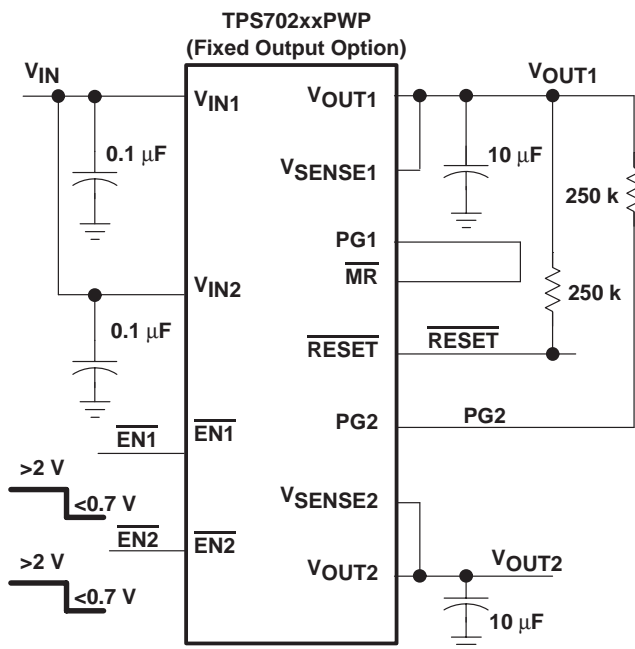 TPS702xxPWP
(Fixed Output Option)
VIN
VIN1
0.1 μF
VIN2
0.1 μF
EN1
EN1
>2 V
<0.7 V
EN2
EN2
>2 V
<0.7 V
VOUT1
VOUT1
VSENSE1
10 μF
250 k
PG1
MR
250 k
RESET
RESET
PG2
PG2
VSENSE2
VOUT2
VOUT2
10 μF